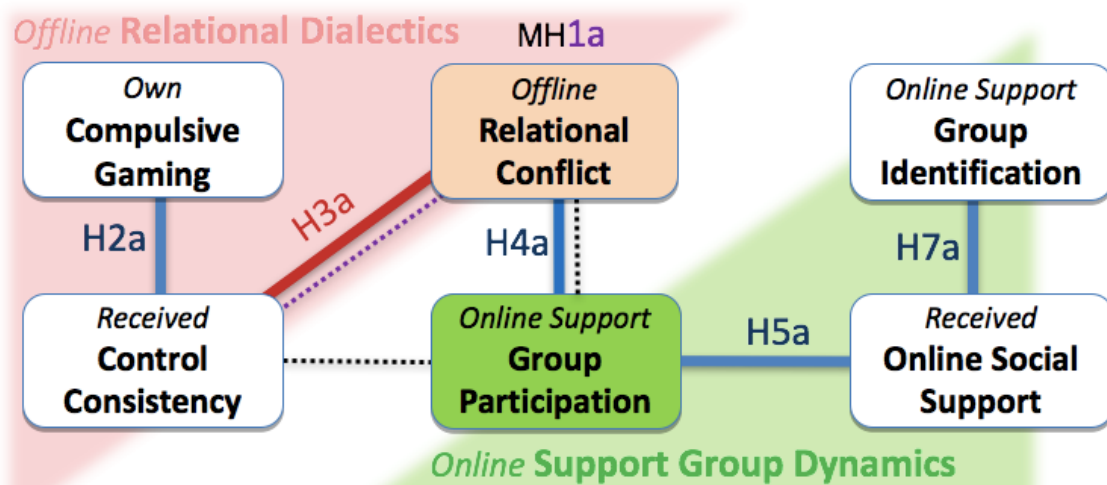 Offline Relational Dialectics
MH1a
Own
Compulsive
Gaming
Offline
Relational
Conflict
Online Support
Group
Identification
H2a
H3a
H4a
H7a
Received
Control
Consistency
Online Support
Group
Participation
H5a
Received
Online Social
Support
Online Support Group Dynamics